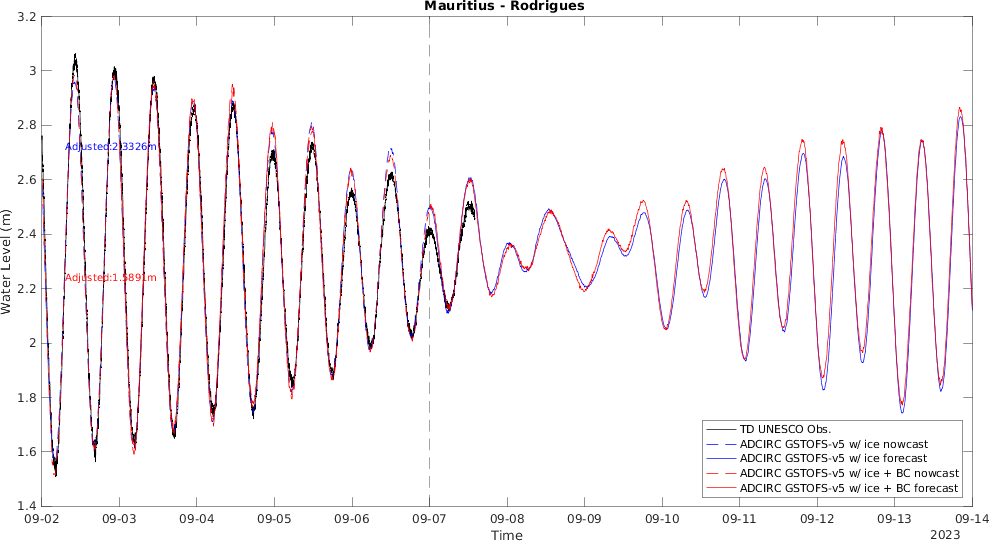 Mauritius - Rodrigues
3.2
3
2.8
2.6
2.4
2.2
2
1.8
1.6
1.4
Water Level (m)
Adjusted:2.3326m
Adjusted:1.5891m
TD UNESCO Obs.
ADCIRC GSTOFS-v5 w/ ice nowcast
ADCIRC GSTOFS-v5 w/ ice forecast
ADCIRC GSTOFS-v5 w/ ice + BC nowcast
ADCIRC GSTOFS-v5 w/ ice + BC forecast
09-02 09-03 09-04 09-05 09-06 09-07 09-08 09-09 09-10 09-11 09-12 09-13 09-14
Time
2023